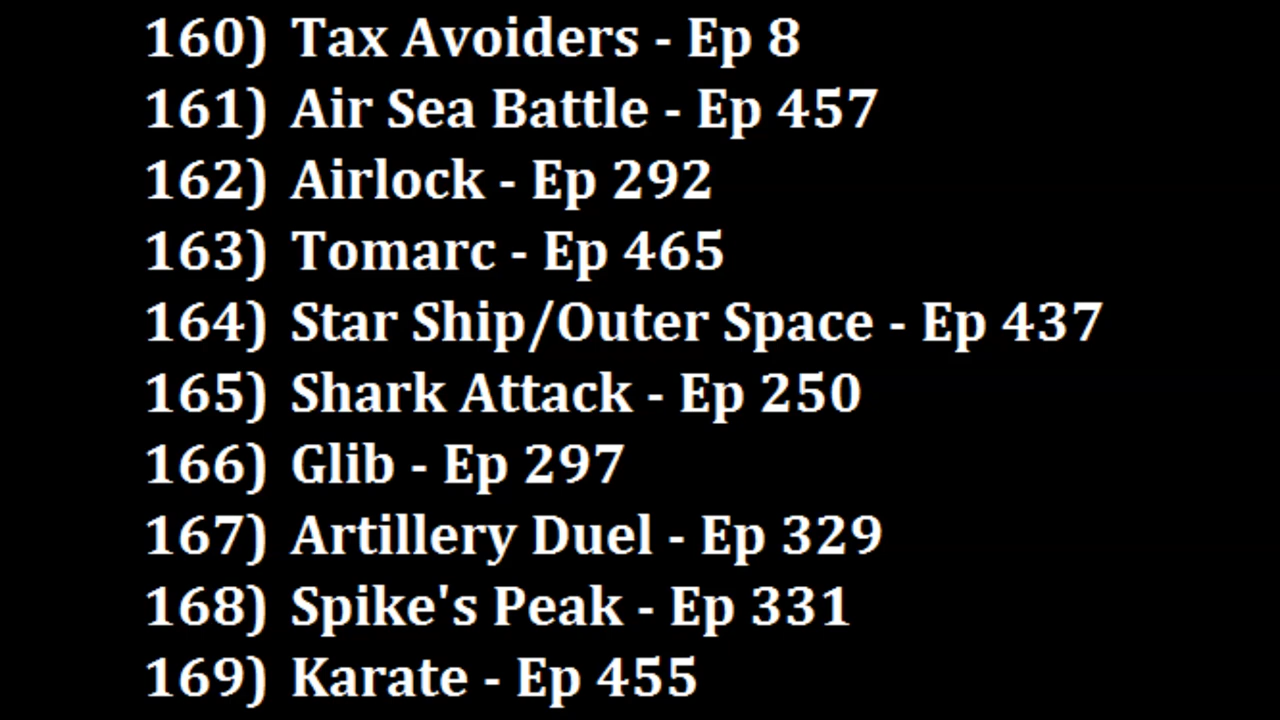 160) Tax Avoiders - Ep 8
161) Air Sea Battle - Ep 457
162) Airlock - Ep 292
163) Tomarc - Ep 465
164) Star Ship/Outer Space - Ep 437
165) Shark Attack - Ep 250
166) Glib - Ep 297
167) Artillery Duel - Ep 329
168) Spike's Peak - Ep 331
169) Karate - Ep 455